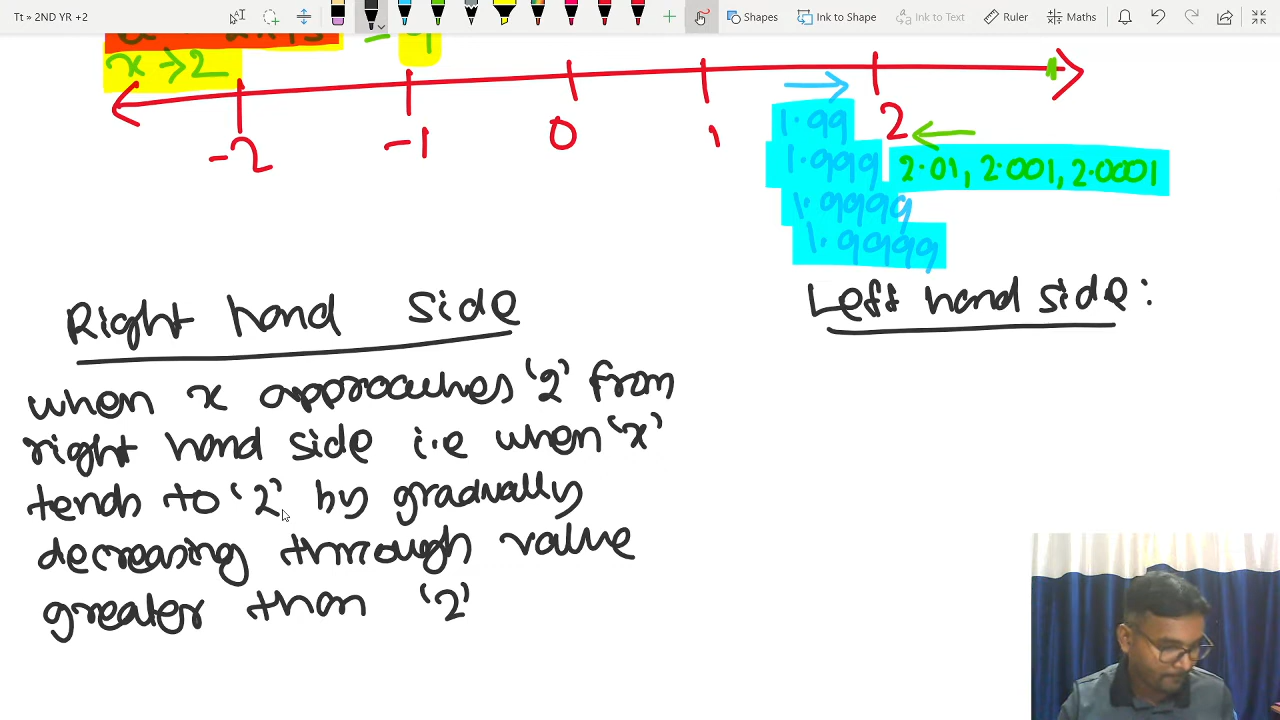 Tt » 2ND YR +2
Shapes
Ink to Shape
Ink to Text
Ruler
More
x→2
-2 -1 0 1 2
1.99
1.999
2.01, 2.001, 2.0001
1.9999
1.9999
Right hand side
when x approaches '2' from
right hand side i.e when 'x'
tends to '2' by gradually
decreasing through value
greater than '2'
Left hand side: